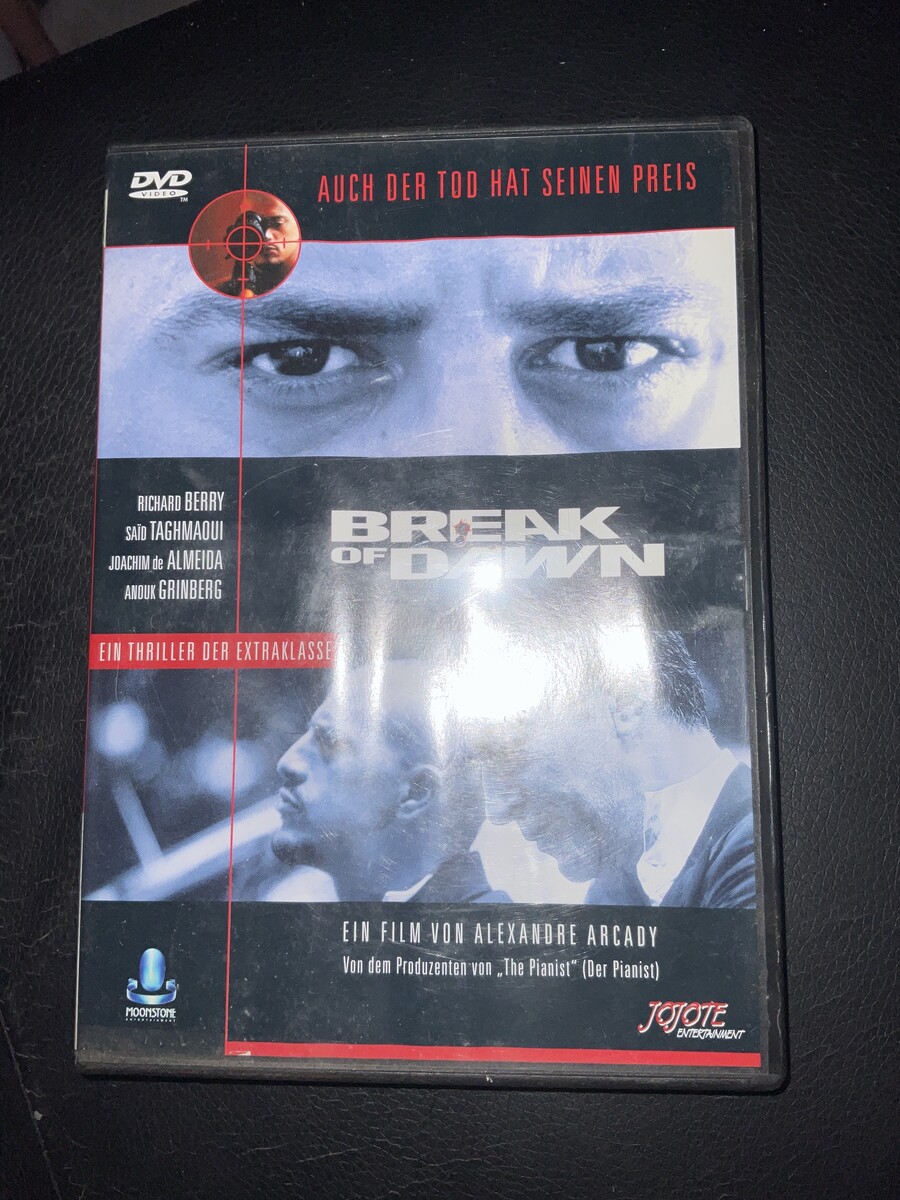 DVD
VIDEO
TM
AUCH DER TOD HAT SEINEN PREIS
RICHARD BERRY
SAÏD TAGHMAOUI
JOACHIM de ALMEIDA
ANOUK GRINBERG
BREAK
OF DAWN
EIN THRILLER DER EXTRAKLASSE
EIN FILM VON ALEXANDRE ARCADY
Von dem Produzenten von „The Pianist" (Der Pianist)
MOONSTONE
entertainment
JOJOTE
ENTERTAINMENT